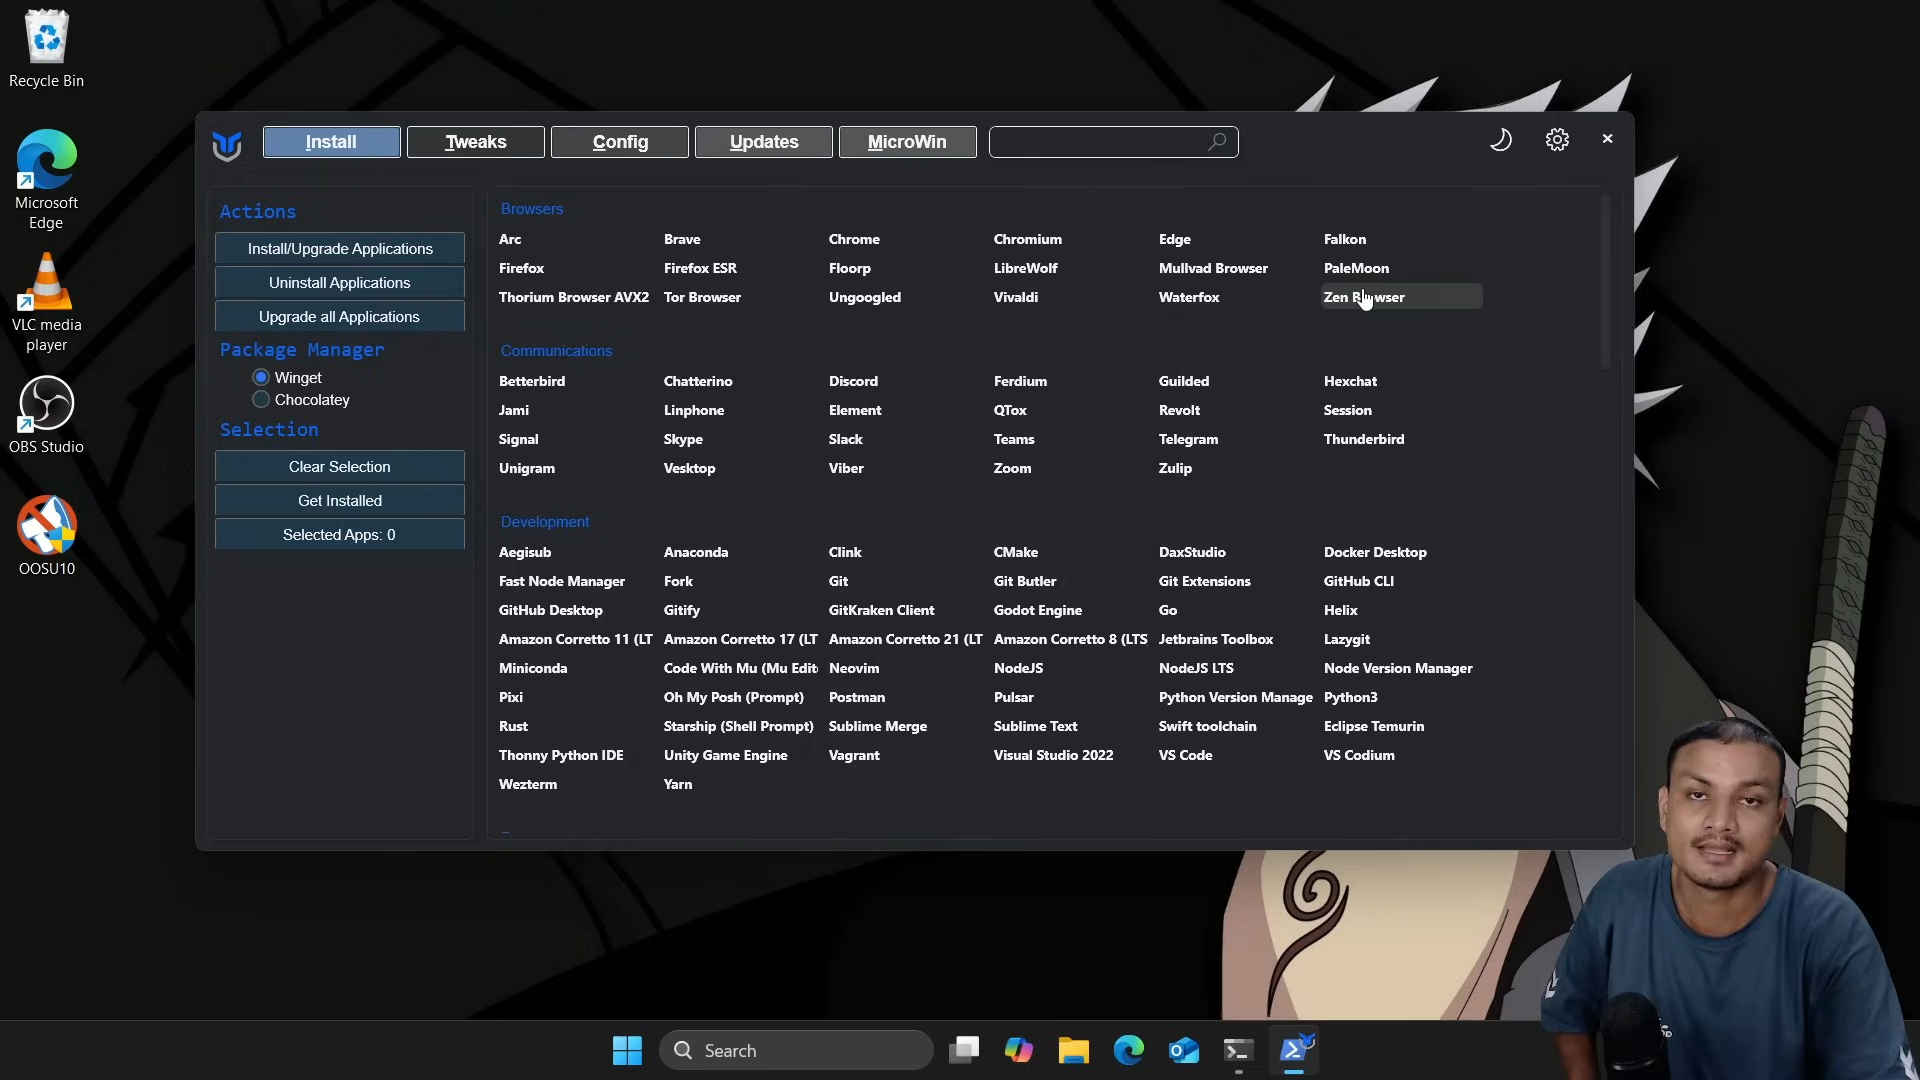 Recycle Bin
Microsoft
Edge
VLC media
player
OBS Studio
OOSU10
Install
Tweaks
Config
Updates
MicroWin
Actions
Install/Upgrade Applications
Uninstall Applications
Upgrade all Applications
Package Manager
Winget
Chocolatey
Selection
Clear Selection
Get Installed
Selected Apps: 0
Browsers
Arc Brave Chrome Chromium Edge Falkon
Firefox Firefox ESR Floorp LibreWolf Mullvad Browser PaleMoon
Thorium Browser AVX2 Tor Browser Ungoogled Vivaldi Waterfox Zen Browser
Communications
Betterbird Chatterino Discord Ferdium Guilded Hexchat
Jami Linphone Element QTox Revolt Session
Signal Skype Slack Teams Telegram Thunderbird
Unigram Vesktop Viber Zoom Zulip
Development
Aegisub Anaconda Clink CMake DaxStudio Docker Desktop
Fast Node Manager Fork Git Git Butler Git Extensions GitHub CLI
GitHub Desktop Gitify GitKraken Client Godot Engine Go Helix
Amazon Corretto 11 (LT Amazon Corretto 17 (LT Amazon Corretto 21 (LT Amazon Corretto 8 (LTS Jetbrains Toolbox Lazygit
Miniconda Code With Mu (Mu Edit Neovim NodeJS NodeJS LTS Node Version Manager
Pixi Oh My Posh (Prompt) Postman Pulsar Python Version Manage Python3
Rust Starship (Shell Prompt) Sublime Merge Sublime Text Swift toolchain Eclipse Temurin
Thonny Python IDE Unity Game Engine Vagrant Visual Studio 2022 VS Code VS Codium
Wezterm Yarn
Search